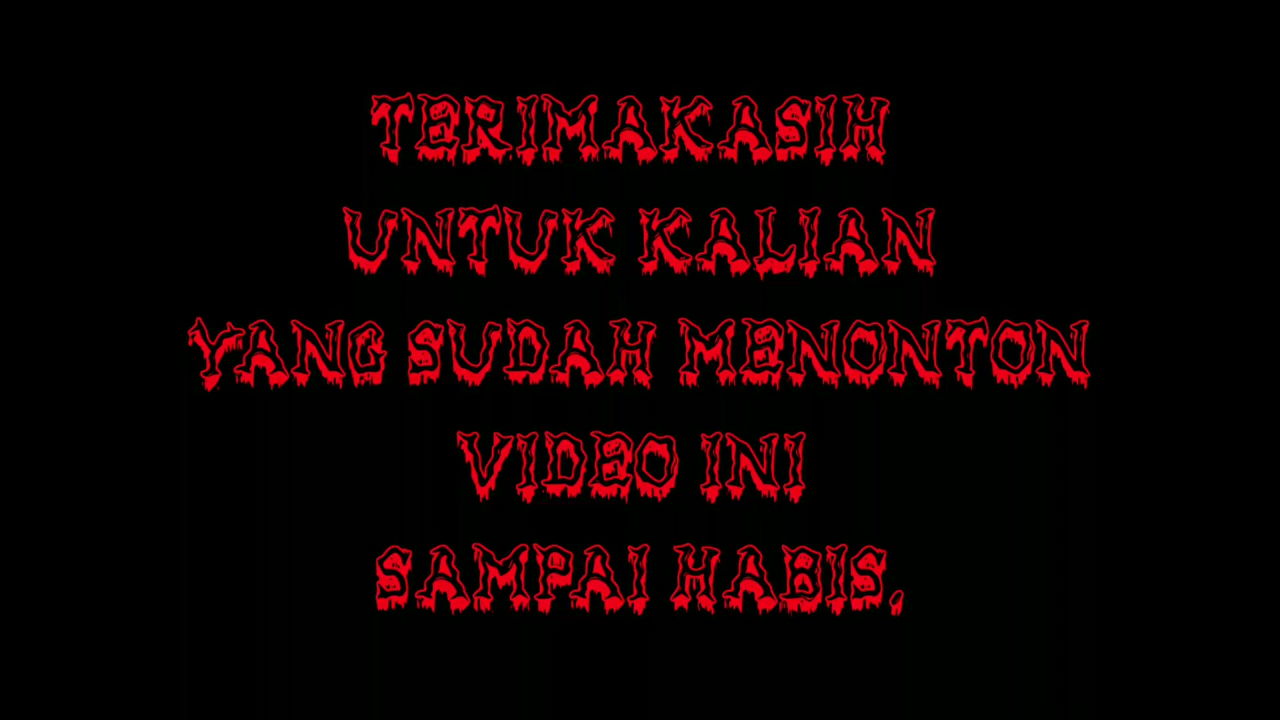 TERIMAKASIH
UNTUK KALIAN
YANG SUDAH MENONTON
VIDEO INI
SAMPAI HABIS,